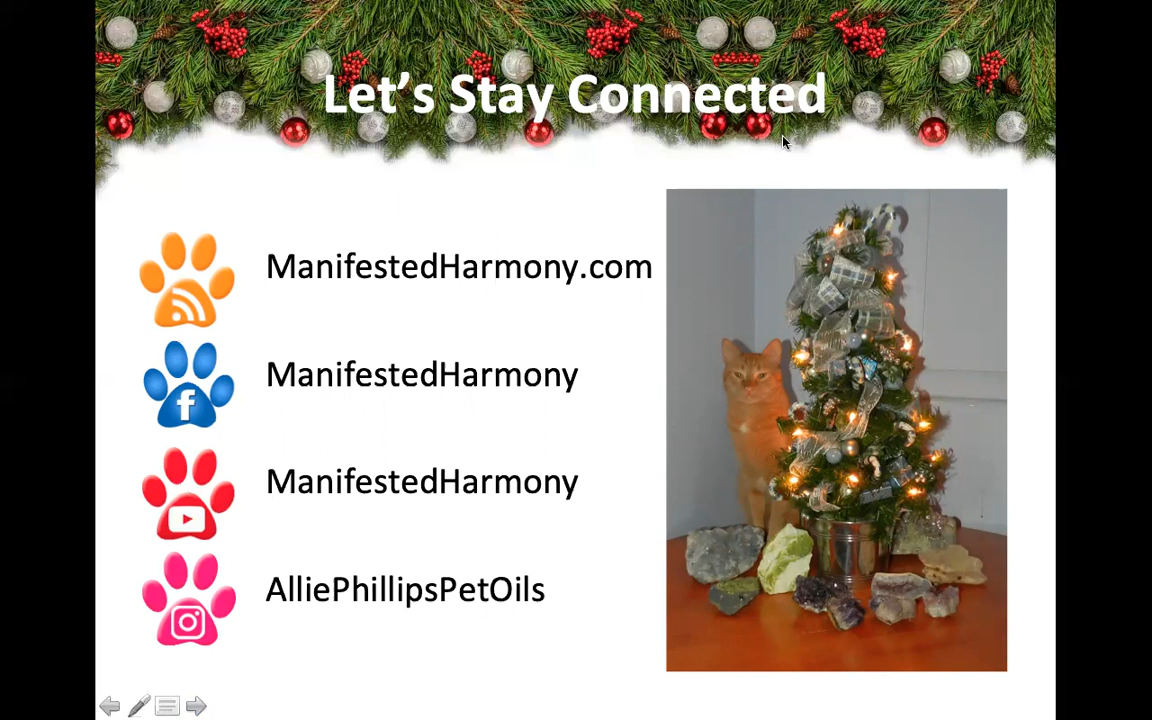 Let’s Stay Connected
ManifestedHarmony.com
ManifestedHarmony
ManifestedHarmony
AlliePhillipsPetOils